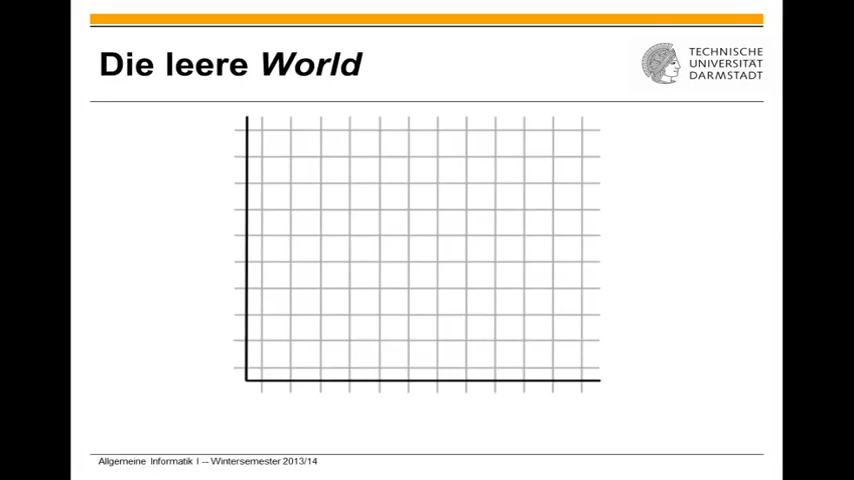 Die leere World
TECHNISCHE
UNIVERSITÄT
DARMSTADT
Allgemeine Informatik I -- Wintersemester 2013/14